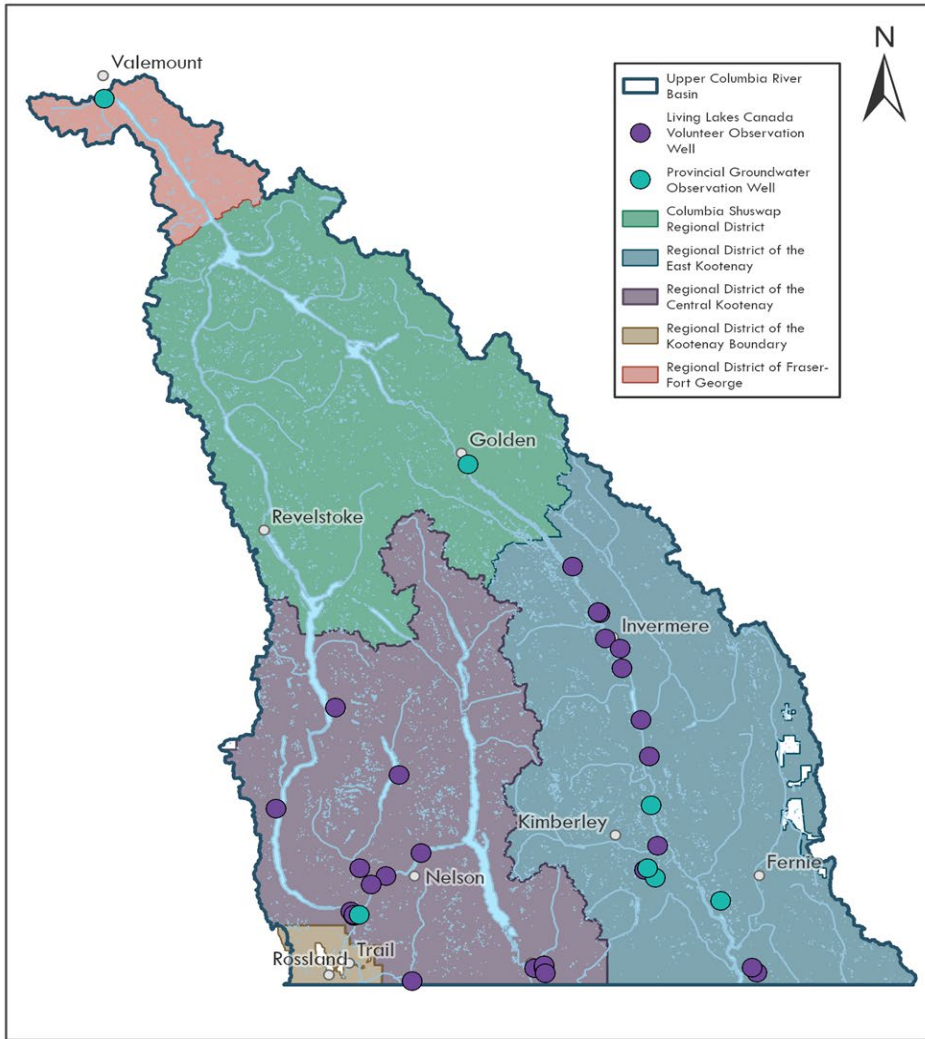 Valemount
N
Upper Columbia River
Basin
Living Lakes Canada
Volunteer Observation
Well
Provincial Groundwater
Observation Well
Columbia Shuswap
Regional District
Regional District of the
East Kootenay
Regional District of the
Central Kootenay
Regional District of the
Kootenay Boundary
Regional District of Fraser-
Fort George
Golden
Revelstoke
Invermere
Kimberley
Nelson
Fernie
Trail
Rossland